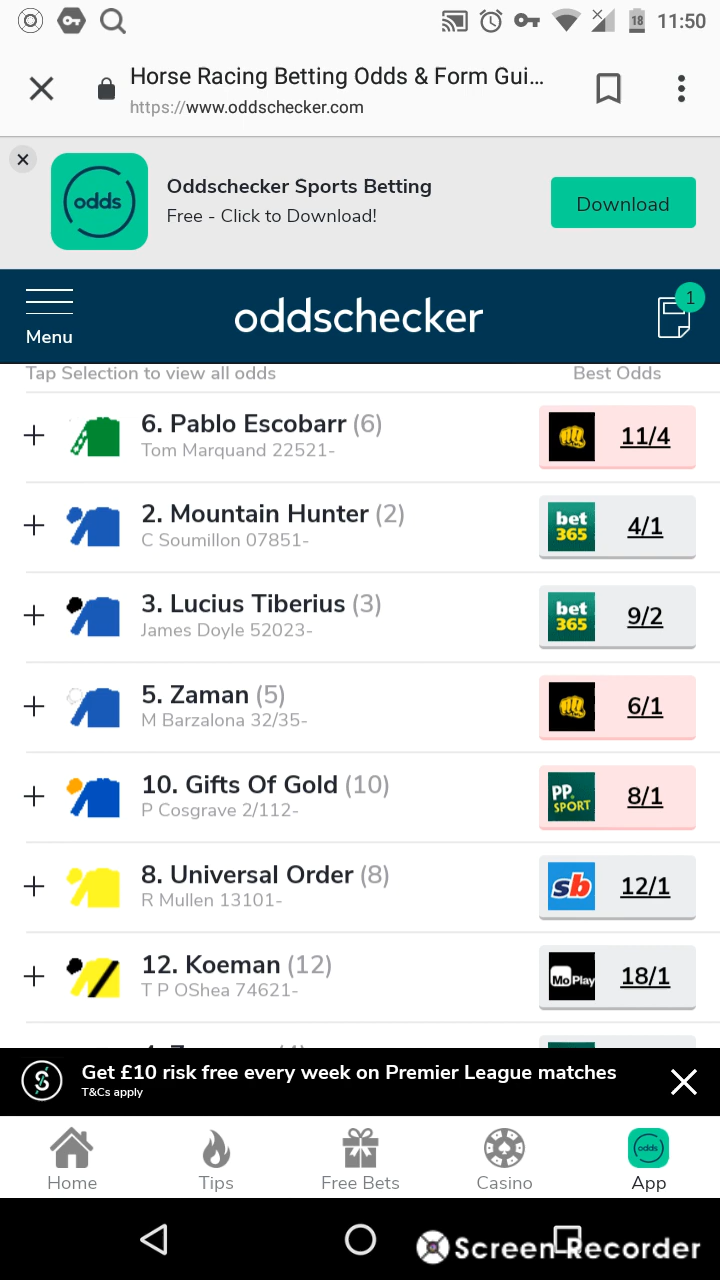 18 11:50
Horse Racing Betting Odds & Form Gui...
https://www.oddschecker.com
odds
Oddschecker Sports Betting
Free - Click to Download!
Download
Menu
oddschecker
1
Tap Selection to view all odds
Best Odds
6. Pablo Escobarr (6)
Tom Marquand 22521-
11/4
2. Mountain Hunter (2)
C Soumillon 07851-
bet
365
4/1
3. Lucius Tiberius (3)
James Doyle 52023-
bet
365
9/2
5. Zaman (5)
M Barzalona 32/35-
6/1
10. Gifts Of Gold (10)
P Cosgrave 2/112-
PP.
SPORT
8/1
8. Universal Order (8)
R Mullen 13101-
sb
12/1
12. Koeman (12)
T P OShea 74621-
MoPlay
18/1
Get £10 risk free every week on Premier League matches
T&Cs apply
Home
Tips
Free Bets
Casino
odds
App
Screen Recorder